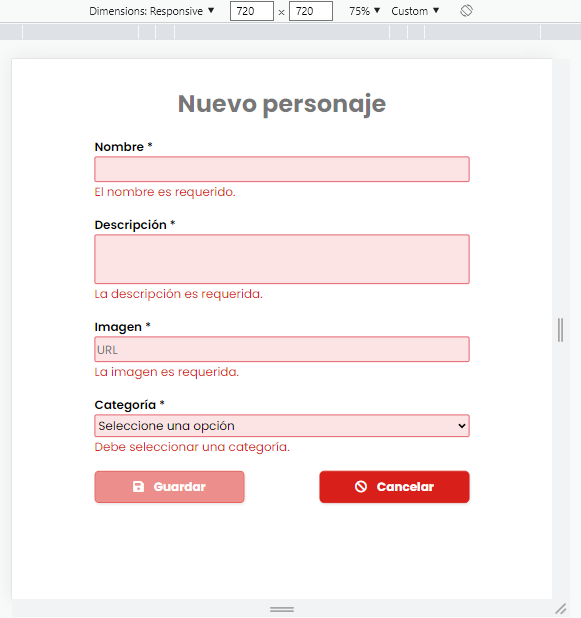 Dimensions: Responsive ▼ 720 × 720 75% ▼ Custom ▼
Nuevo personaje
Nombre *
El nombre es requerido.
Descripción *
La descripción es requerida.
Imagen *
URL
La imagen es requerida.
Categoría *
Seleccione una opción
Debe seleccionar una categoría.
Guardar Cancelar